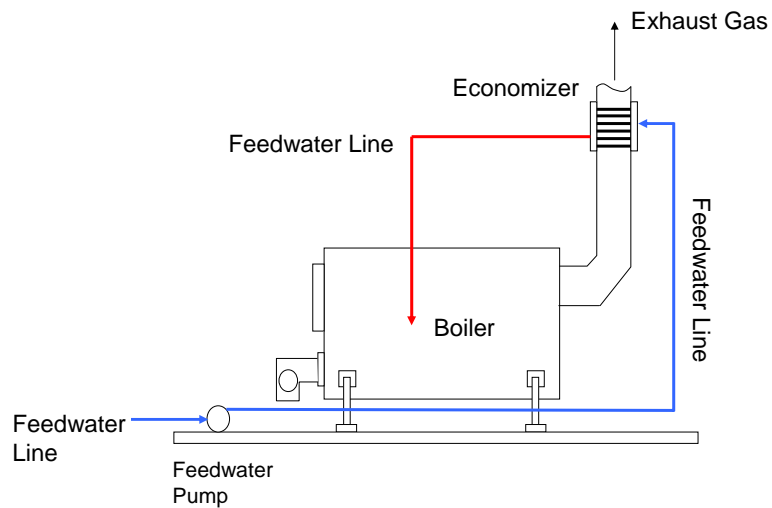 Exhaust Gas
Economizer
Feedwater Line
Feedwater Line
Boiler
Feedwater
Line
Feedwater
Pump